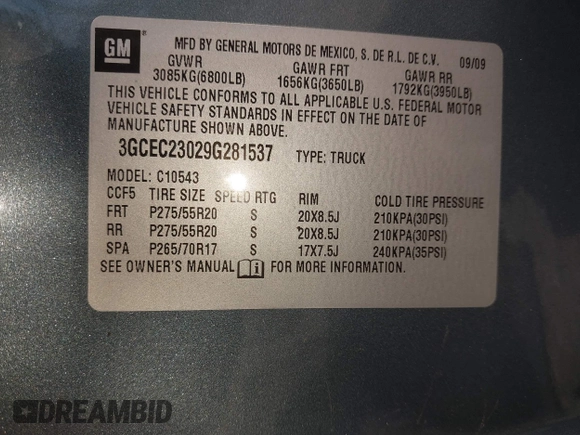 GM
MFD BY GENERAL MOTORS DE MEXICO, S. DE R.L. DE C.V. 09/09
GVWR GAWR FRT GAWR RR
3085KG(6800LB) 1656KG(3650LB) 1792KG(3950LB)
THIS VEHICLE CONFORMS TO ALL APPLICABLE U.S. FEDERAL MOTOR
VEHICLE SAFETY STANDARDS IN EFFECT ON THE DATE OF
MANUFACTURE SHOWN ABOVE.
3GCEC23029G281537 TYPE: TRUCK
MODEL: C10543
CCF5 TIRE SIZE SPEED RTG RIM COLD TIRE PRESSURE
FRT P275/55R20 S 20X8.5J 210KPA(30PSI)
RR P275/55R20 S 20X8.5J 210KPA(30PSI)
SPA P265/70R17 S 17X7.5J 240KPA(35PSI)
SEE OWNER'S MANUAL FOR MORE INFORMATION.
DREAMBID